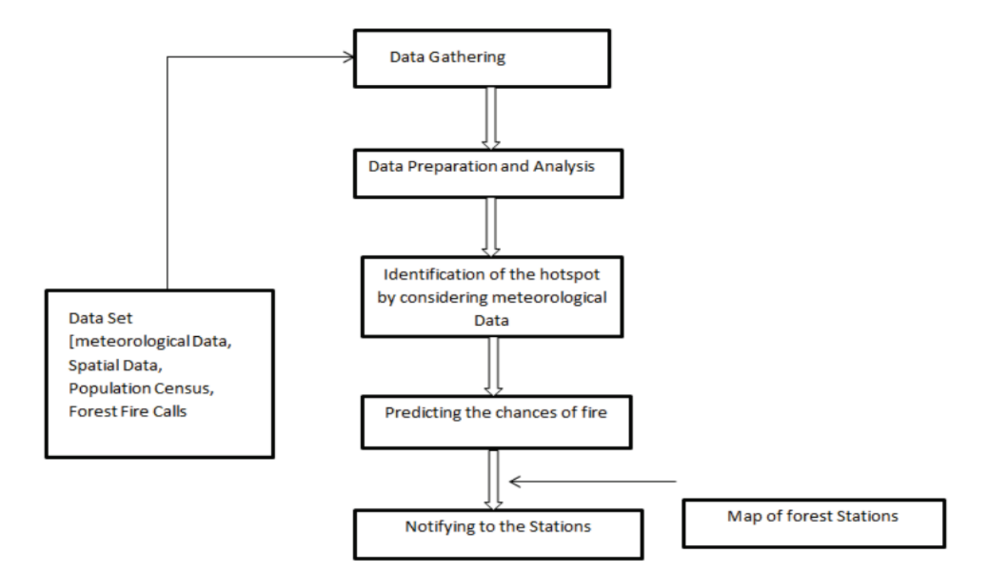 Data Gathering
Data Preparation and Analysis
Identification of the hotspot
by considering meteorological
Data
Data Set
[meteorological Data,
Spatial Data,
Population Census,
Forest Fire Calls
Predicting the chances of fire
Map of forest Stations
Notifying to the Stations